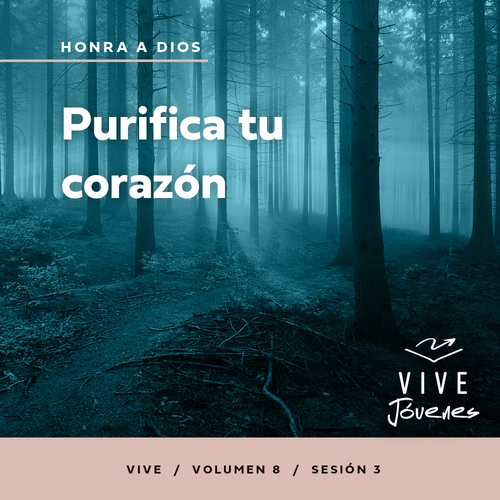 HONRA A DIOS
Purifica tu
corazón
VIVE
Jóvenes
VIVE / VOLUMEN 8 / SESIÓN 3